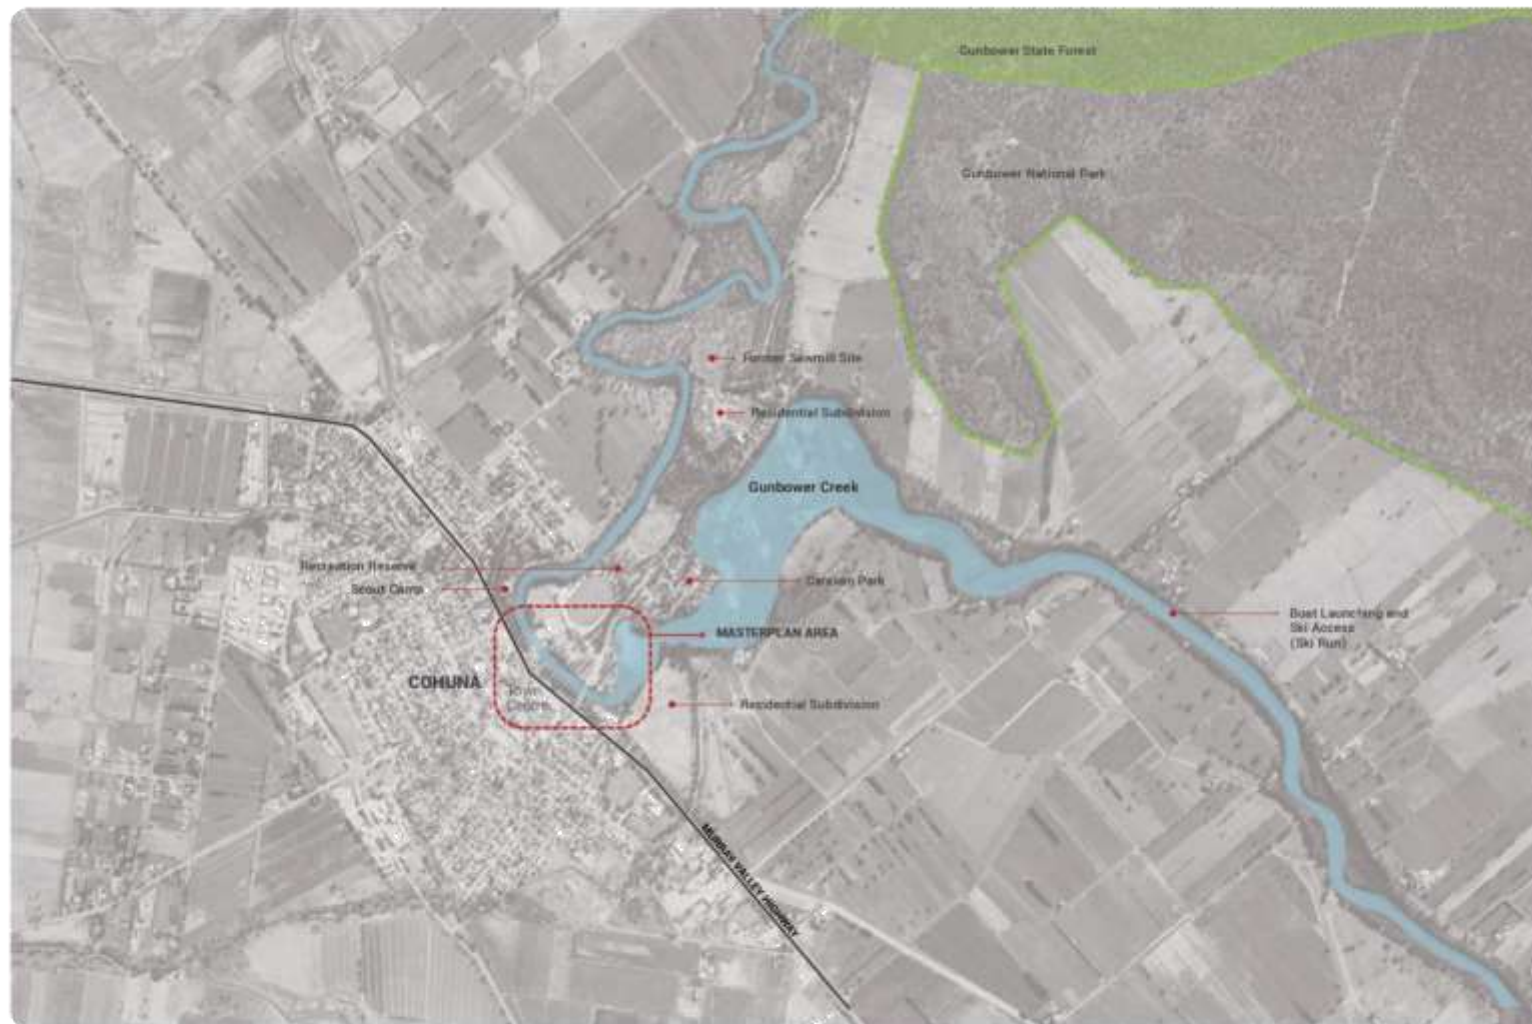 Gunbower State Forest
Gunbower National Park
Former Sawmill Site
Residential Subdivision
Gunbower Creek
Recreation Reserve
Scout Camp
Caravan Park
Boat Launching and
Ski Access
(Ski Run)
MASTERPLAN AREA
COHUNA
Town
Centre
Residential Subdivision
MURRAY VALLEY HIGHWAY